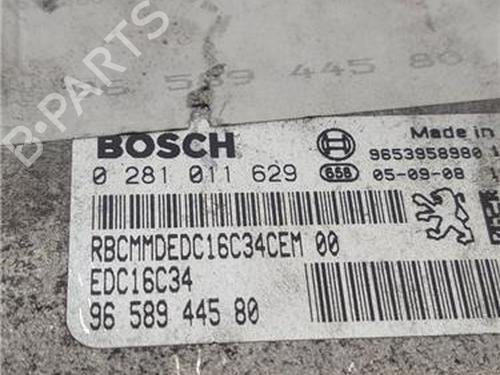 96 589 445 80
B-PARTS
BOSCH
Made in
0 281 011 629
9653958980
658
05-09-08
RBCMMDEDC16C34CEM 00
EDC16C34
96 589 445 80